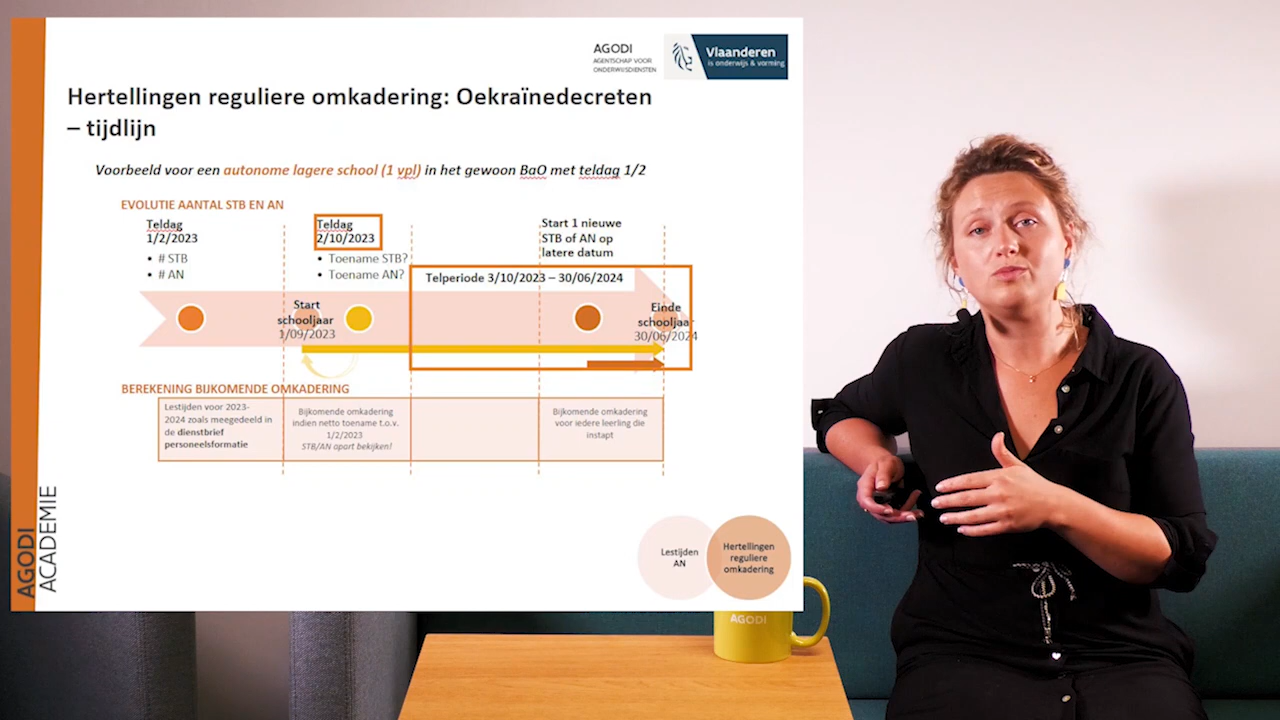 AGODI
AGENTSCHAP VOOR
ONDERWIJSDIENSTEN
Vlaanderen
is onderwijs & vorming
Hertellingen reguliere omkadering: Oekraïnedecreten
– tijdlijn
Voorbeeld voor een autonome lagere school (1 vpl) in het gewoon BaO met teldag 1/2
EVOLUTIE AANTAL STB EN AN
Teldag
1/2/2023
• # STB
• # AN
Teldag
2/10/2023
• Toename STB?
• Toename AN?
Start 1 nieuwe
STB of AN op
latere datum
Telperiode 3/10/2023 – 30/06/2024
Start
schooljaar
1/09/2023
Einde
schooljaar
30/06/2024
BEREKENING BIJKOMENDE OMKADERING
Lestijden voor 2023-
2024 zoals meegedeeld in
de dienstbrief
personeelsformatie
Bijkomende omkadering
indien netto toename t.o.v.
1/2/2023
STB/AN apart bekijken!
Bijkomende omkadering
voor iedere leerling die
instapt
Lestijden
AN
Hertellingen
reguliere
omkadering
AGODI
ACADEMIE
AGODI